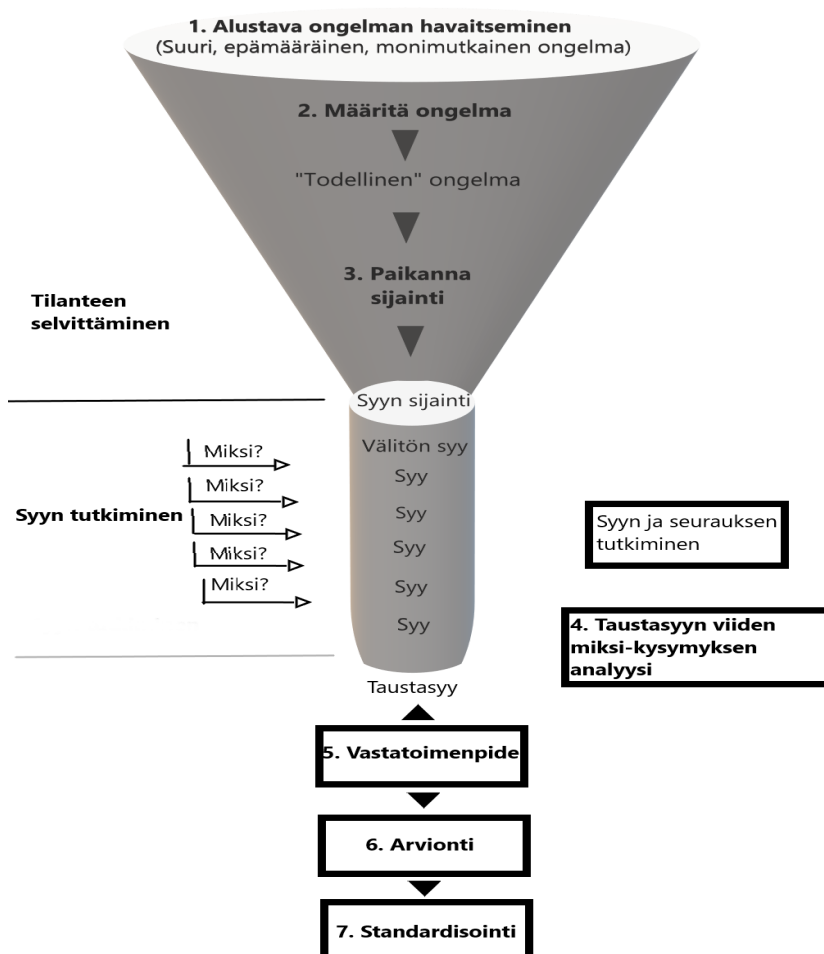 1. Alustava ongelman havaitseminen
(Suuri, epämääräinen, monimutkainen ongelma)
2. Määritä ongelma
"Todellinen" ongelma
3. Paikanna
sijainti
Tilanteen
selvittäminen
Syyn sijainti
Välitön syy
Miksi?
Syy
Miksi?
Syy
Syyn tutkiminen
Miksi?
Syy
Miksi?
Syy
Miksi?
Syy
Syyn ja seurauksen
tutkiminen
4. Taustasyyn viiden
miksi-kysymyksen
analyysi
Taustasyy
5. Vastatoimenpide
6. Arvionti
7. Standardisointi